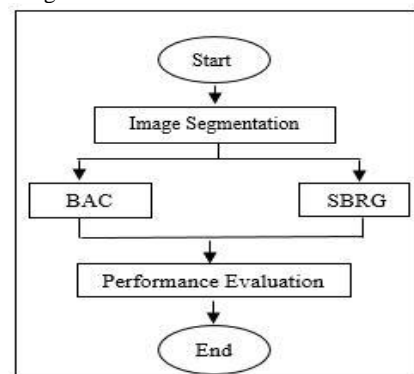 Start
Image Segmentation
BAC
SBRG
Performance Evaluation
End